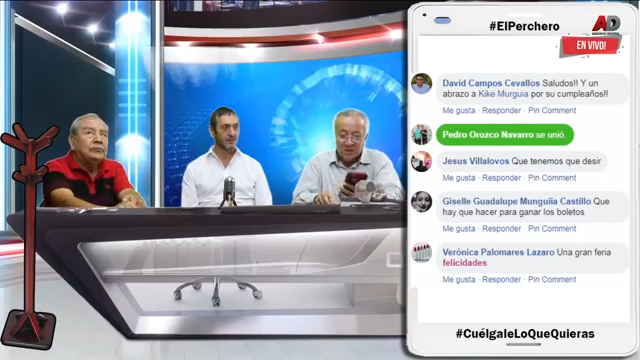 #ElPerchero
AD
ARCHIVO DIGITAL
EN VIVO!
David Campos Cevallos Saludos!! Y un
abrazo a Kike Murguia por su cumpleaños!!
Me gusta · Responder · Pin Comment
Pedro Orozco Navarro se unió.
Jesus Villalovos Que tenemos que desir
Me gusta · Responder · Pin Comment
Giselle Guadalupe Munguiia Castillo Que
hay que hacer para ganar los boletos
Me gusta · Responder · Pin Comment
Verónica Palomares Lazaro Una gran feria
felicidades
Me gusta · Responder · Pin Comment
#CuélgaleLoQueQuieras